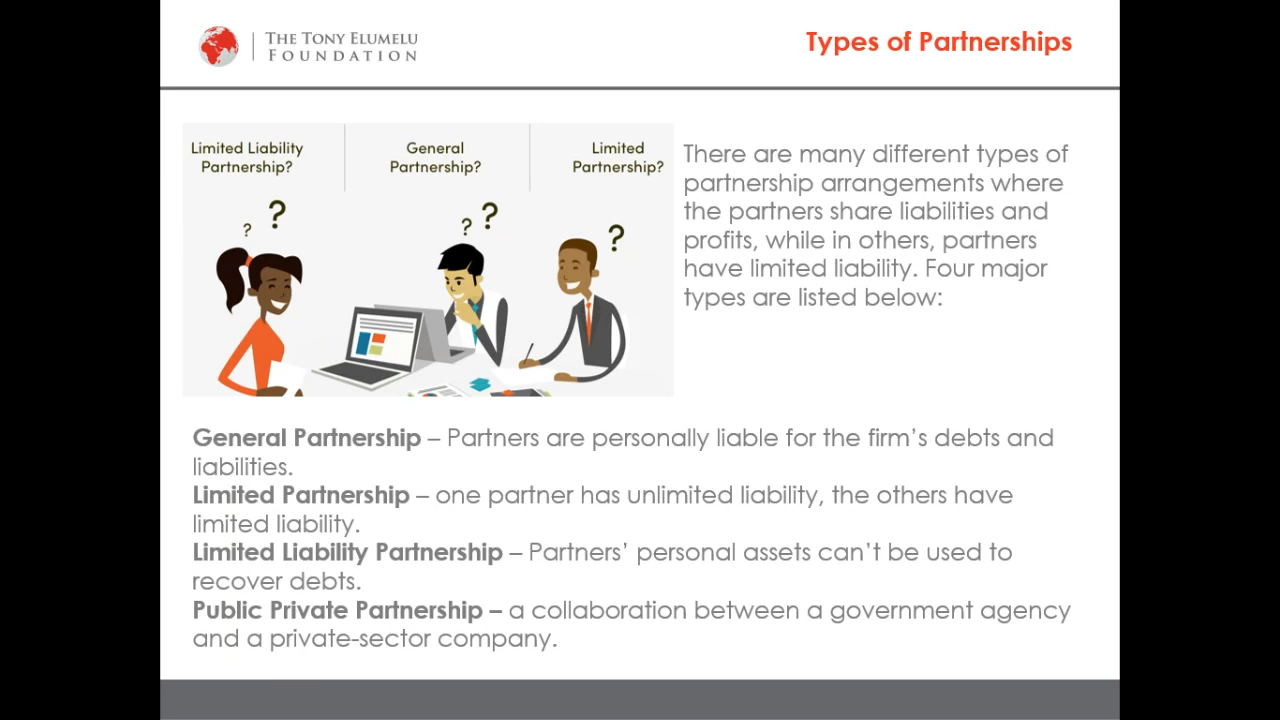 THE TONY ELUMELU
FOUNDATION
Types of Partnerships
Limited Liability
Partnership?
General
Partnership?
Limited
Partnership?
? ?
? ?
?
There are many different types of
partnership arrangements where
the partners share liabilities and
profits, while in others, partners
have limited liability. Four major
types are listed below:
General Partnership – Partners are personally liable for the firm’s debts and
liabilities.
Limited Partnership – one partner has unlimited liability, the others have
limited liability.
Limited Liability Partnership – Partners’ personal assets can’t be used to
recover debts.
Public Private Partnership – a collaboration between a government agency
and a private-sector company.